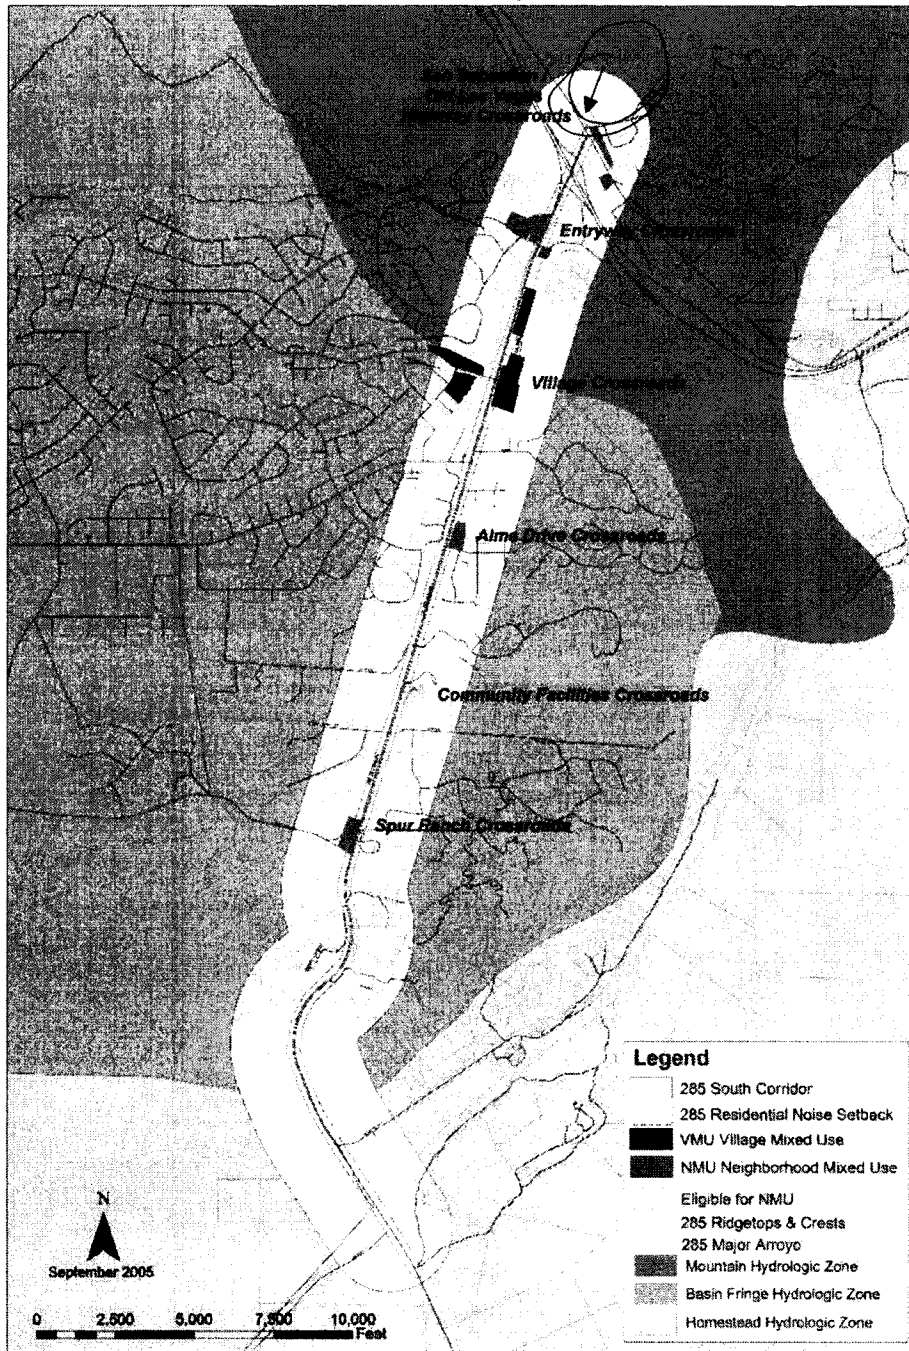 Crossroads
Entryway Crossroads
Village Crossroads
Alma Drive Crossroads
Community Facilities Crossroads
Spur Ranch Crossroads
Legend
285 South Corridor
285 Residential Noise Setback
VMU Village Mixed Use
NMU Neighborhood Mixed Use
Eligible for NMU
285 Ridgetops & Crests
285 Major Arroyo
Mountain Hydrologic Zone
Basin Fringe Hydrologic Zone
Homestead Hydrologic Zone
N
September 2005
0 2,500 5,000 7,500 10,000
Feet